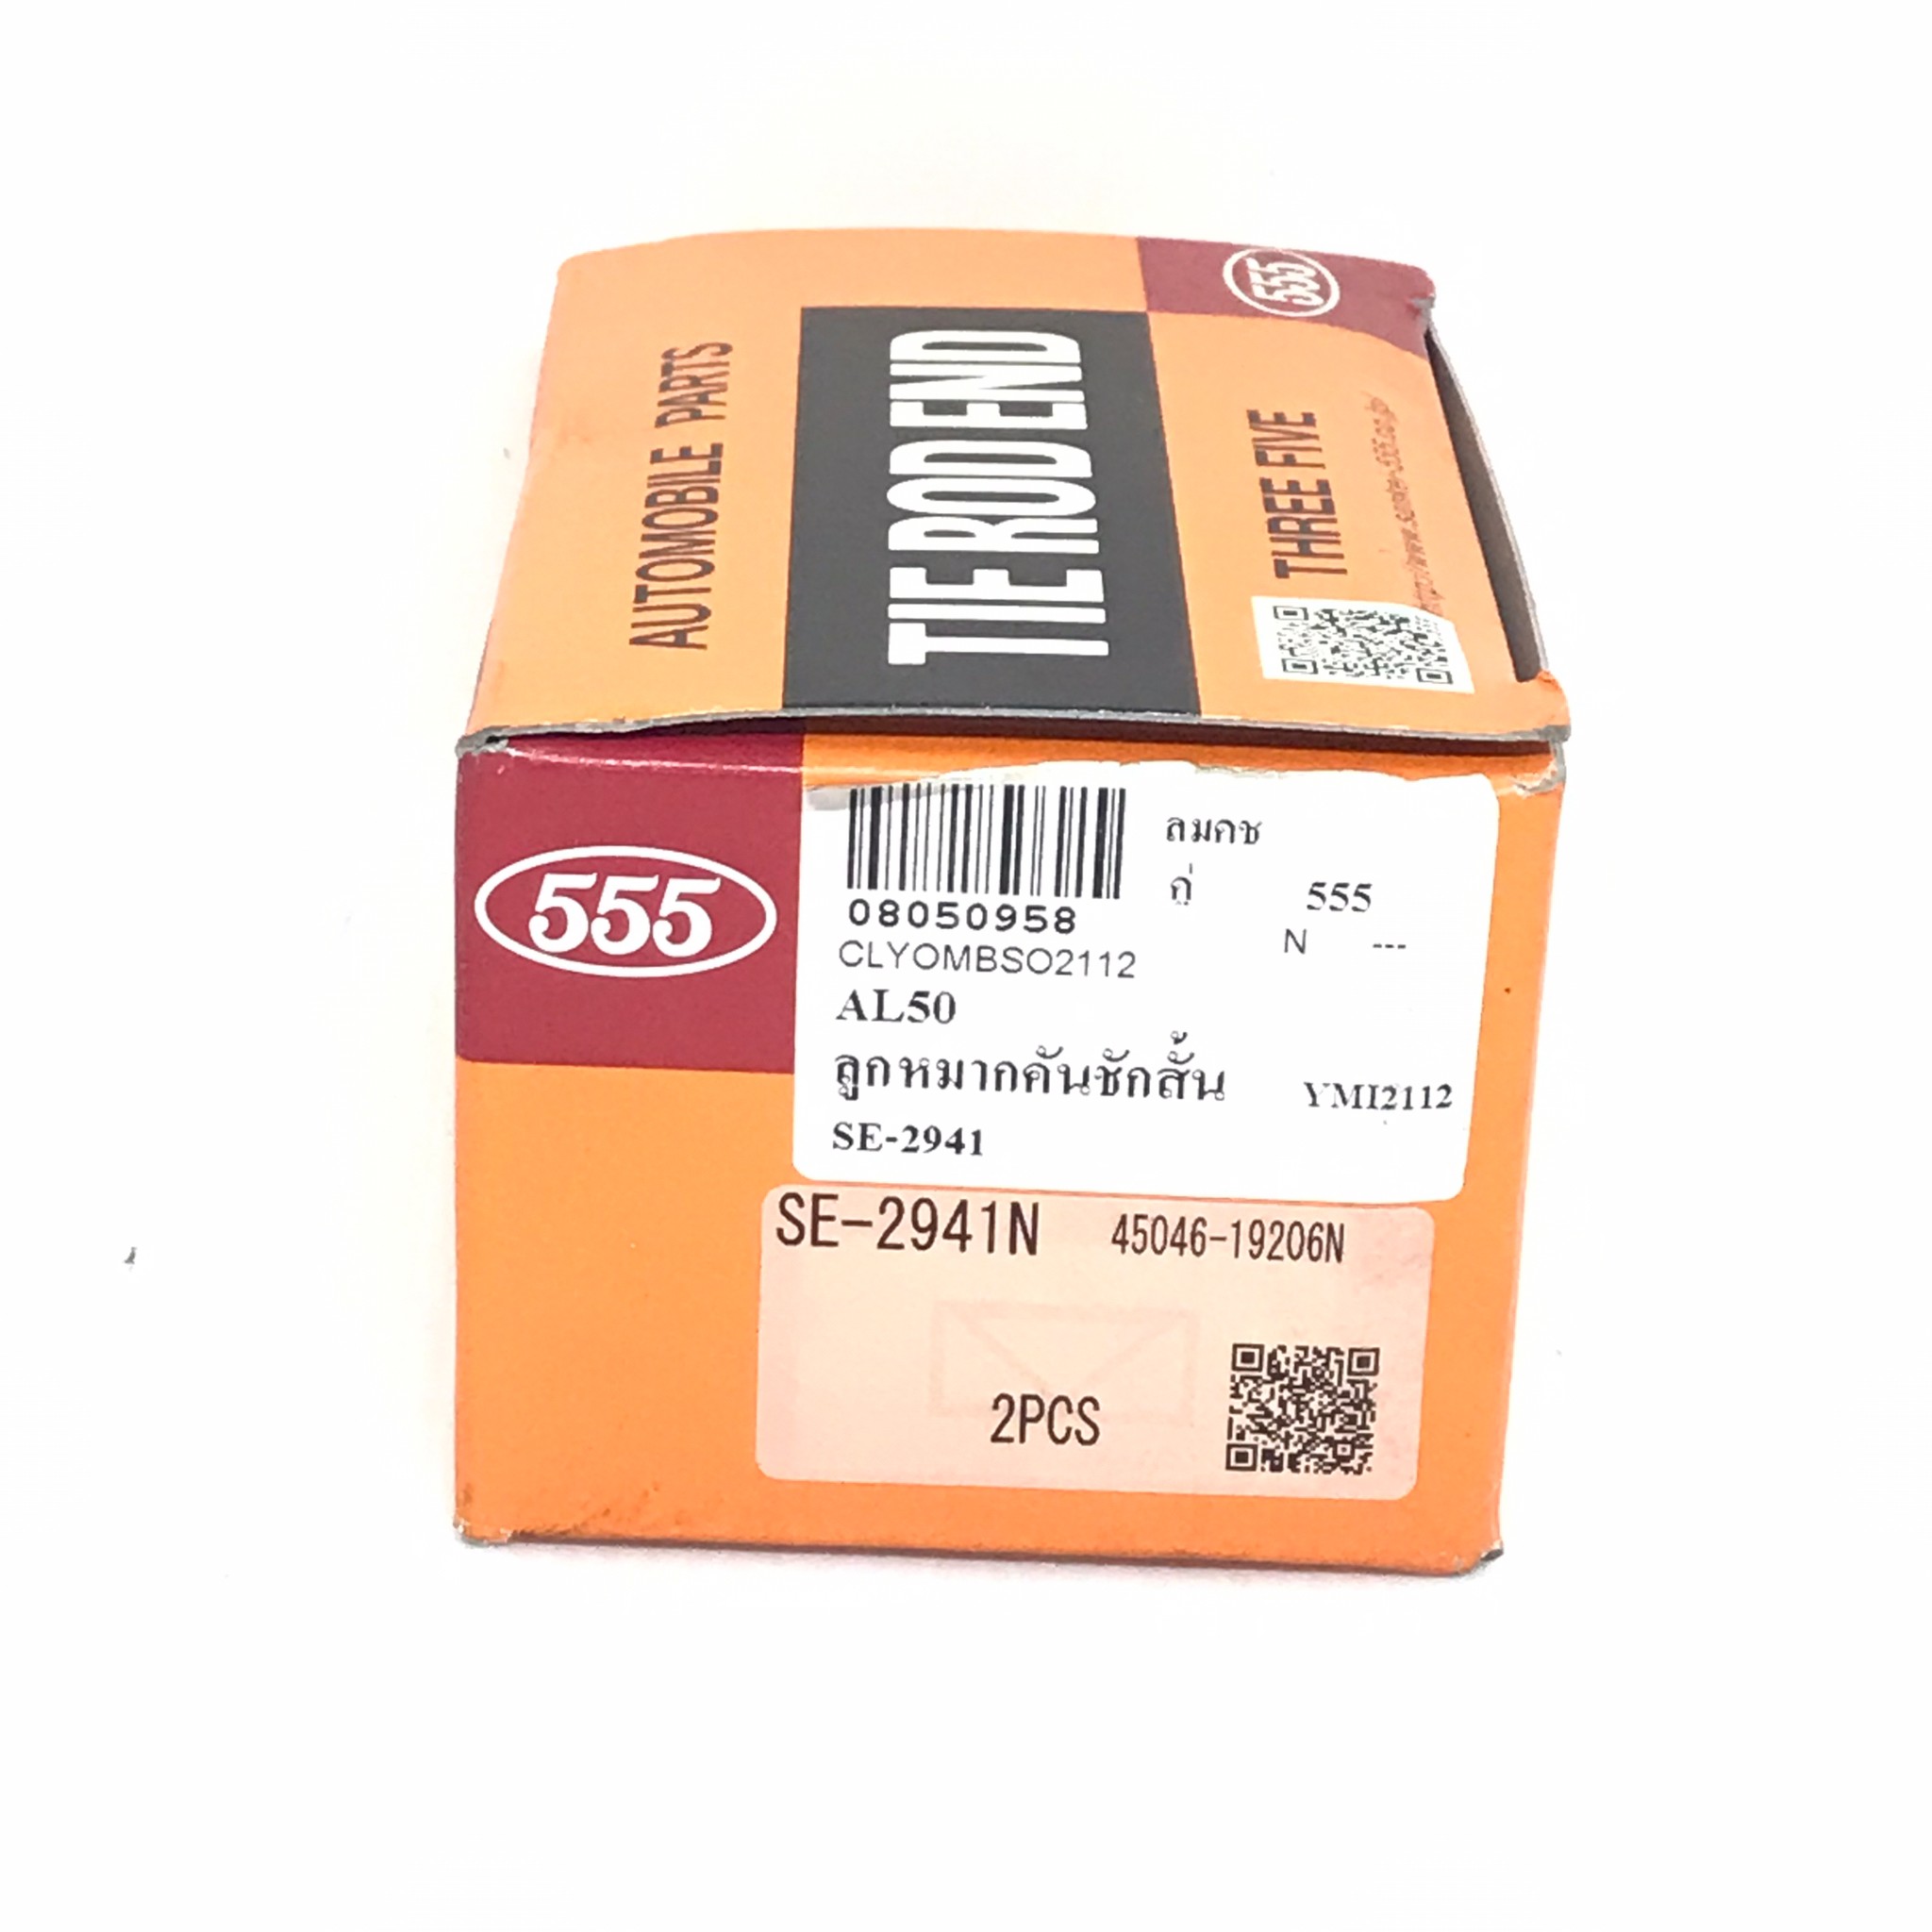 AUTOMOBILE PARTS
TIE ROD END
555
THREE FIVE
555
ลมคช
คู่ 555
08050958
N ---
CLYOMBSO2112
AL50
ลูกหมากคันชักสั้น YMI2112
SE-2941
SE-2941N 45046-19206N
2PCS